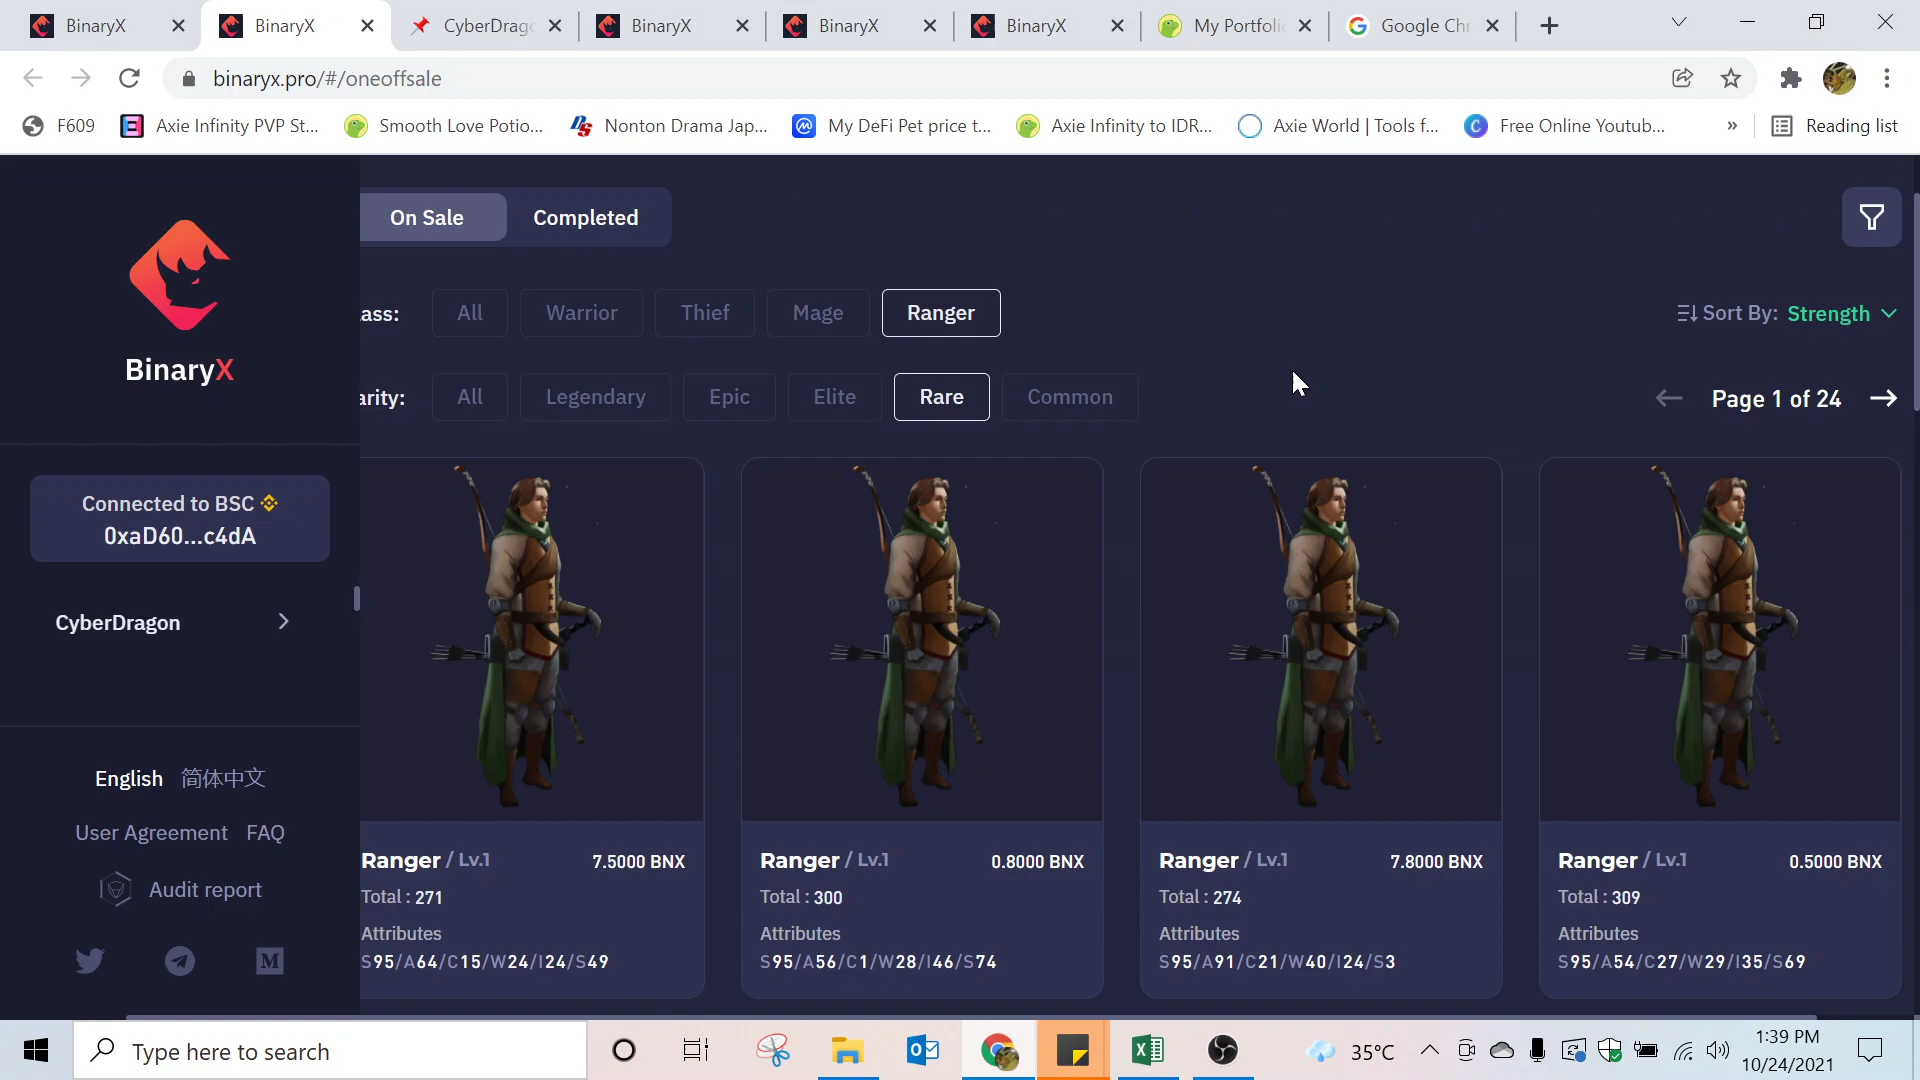 BinaryX
BinaryX
CyberDrago
BinaryX
BinaryX
BinaryX
My Portfolio
Google Chr
binaryx.pro/#/oneoffsale
F609
Axie Infinity PVP St...
Smooth Love Potio...
Nonton Drama Jap...
My DeFi Pet price t...
Axie Infinity to IDR...
Axie World | Tools f...
Free Online Youtub...
»
Reading list
BinaryX
Connected to BSC
0xaD60...c4dA
CyberDragon
English 简体中文
User Agreement FAQ
Audit report
On Sale Completed
ass: All Warrior Thief Mage Ranger
Sort By: Strength
arity: All Legendary Epic Elite Rare Common
Page 1 of 24
Ranger / Lv.1 7.5000 BNX
Total : 271
Attributes
S95/A64/C15/W24/I24/S49
Ranger / Lv.1 0.8000 BNX
Total : 300
Attributes
S95/A56/C1/W28/I46/S74
Ranger / Lv.1 7.8000 BNX
Total : 274
Attributes
S95/A91/C21/W40/I24/S3
Ranger / Lv.1 0.5000 BNX
Total : 309
Attributes
S95/A54/C27/W29/I35/S69
Type here to search
35°C
1:39 PM
10/24/2021